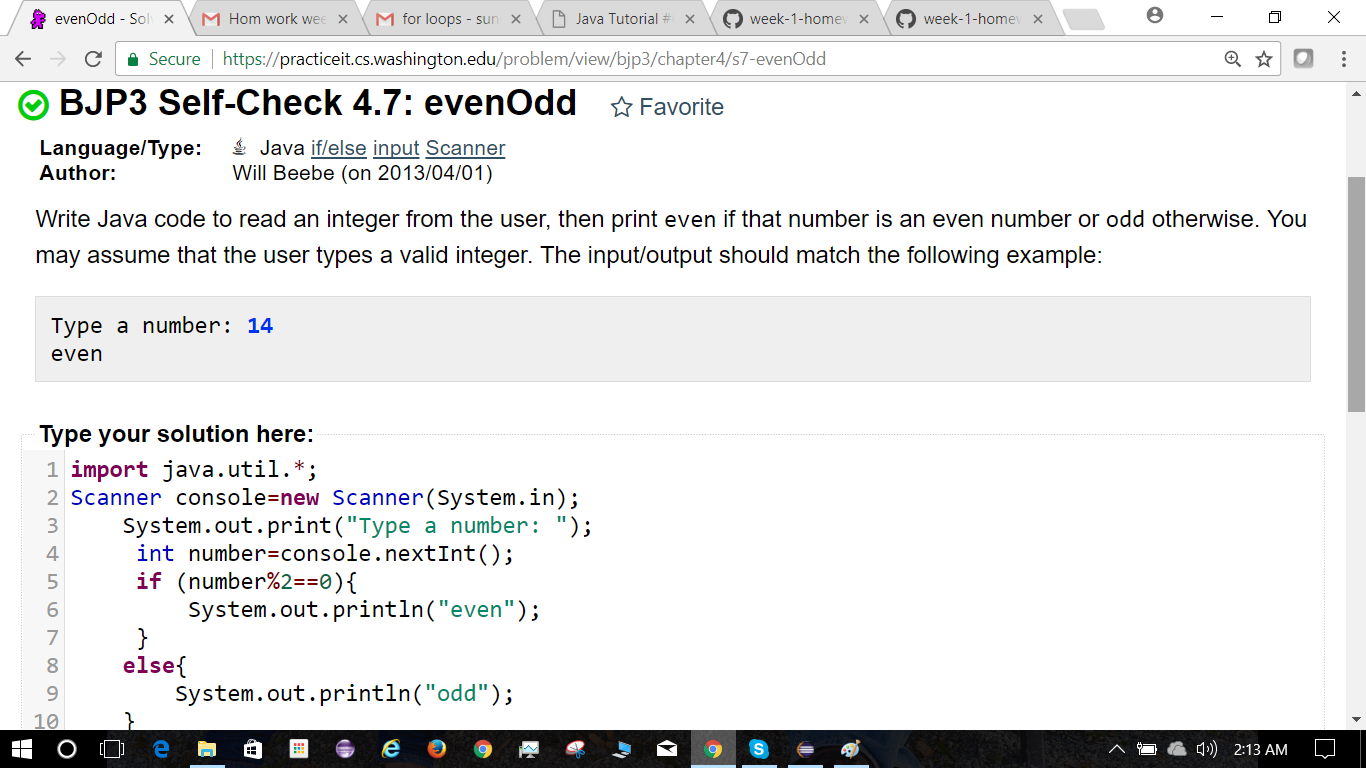 evenOdd - Sol
Hom work wee
for loops - sun
Java Tutorial #
week-1-homew
week-1-homew
Secure
https://practiceit.cs.washington.edu/problem/view/bjp3/chapter4/s7-evenOdd
BJP3 Self-Check 4.7: evenOdd
Favorite
Language/Type: Java if/else input Scanner
Author: Will Beebe (on 2013/04/01)
Write Java code to read an integer from the user, then print even if that number is an even number or odd otherwise. You
may assume that the user types a valid integer. The input/output should match the following example:
Type a number: 14
even
Type your solution here:
1 import java.util.*;
2 Scanner console=new Scanner(System.in);
3     System.out.print("Type a number: ");
4      int number=console.nextInt();
5      if (number%2==0){
6          System.out.println("even");
7      }
8     else{
9         System.out.println("odd");
10     }
2:13 AM